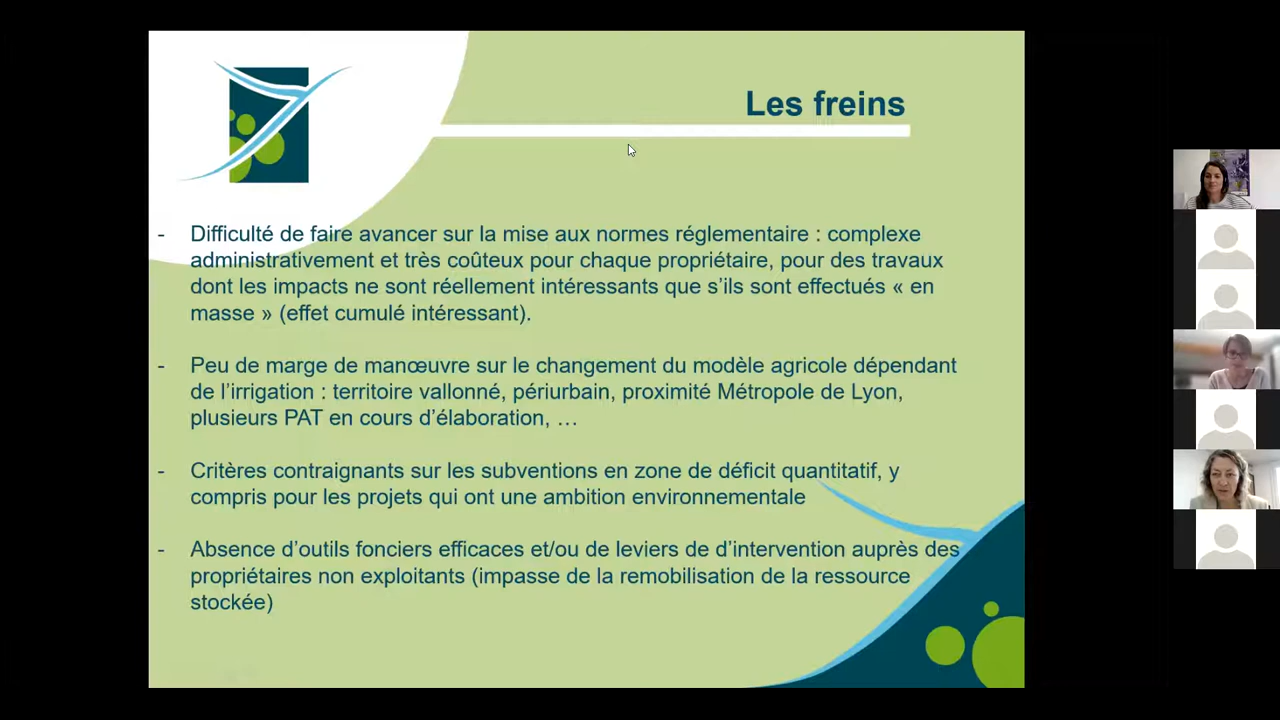 Les freins
- Difficulté de faire avancer sur la mise aux normes réglementaire : complexe
administrativement et très coûteux pour chaque propriétaire, pour des travaux
dont les impacts ne sont réellement intéressants que s’ils sont effectués « en
masse » (effet cumulé intéressant).
- Peu de marge de manœuvre sur le changement du modèle agricole dépendant
de l’irrigation : territoire vallonné, périurbain, proximité Métropole de Lyon,
plusieurs PAT en cours d’élaboration, …
- Critères contraignants sur les subventions en zone de déficit quantitatif, y
compris pour les projets qui ont une ambition environnementale
- Absence d’outils fonciers efficaces et/ou de leviers de d’intervention auprès des
propriétaires non exploitants (impasse de la remobilisation de la ressource
stockée)